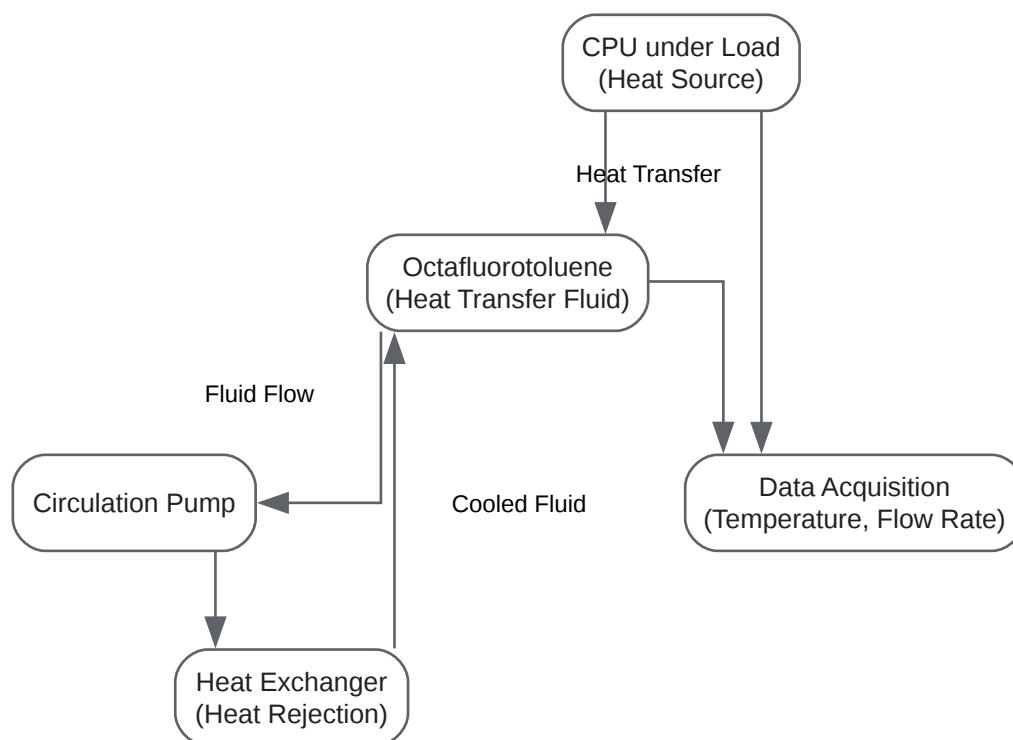 CPU under Load
(Heat Source)
Heat Transfer
Octafluorotoluene
(Heat Transfer Fluid)
Fluid Flow
Circulation Pump
Cooled Fluid
Data Acquisition
(Temperature, Flow Rate)
Heat Exchanger
(Heat Rejection)